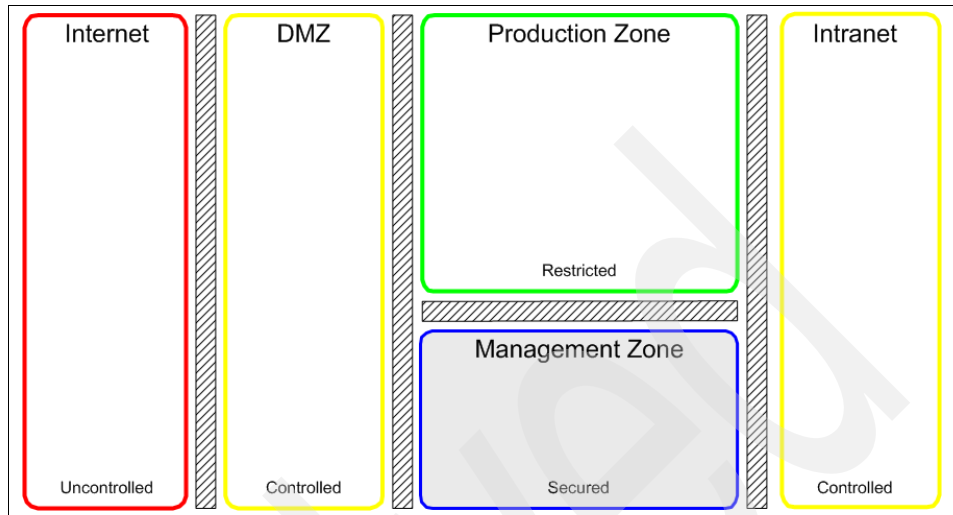 Internet
DMZ
Production Zone
Intranet
Restricted
Management Zone
Uncontrolled
Controlled
Secured
Controlled